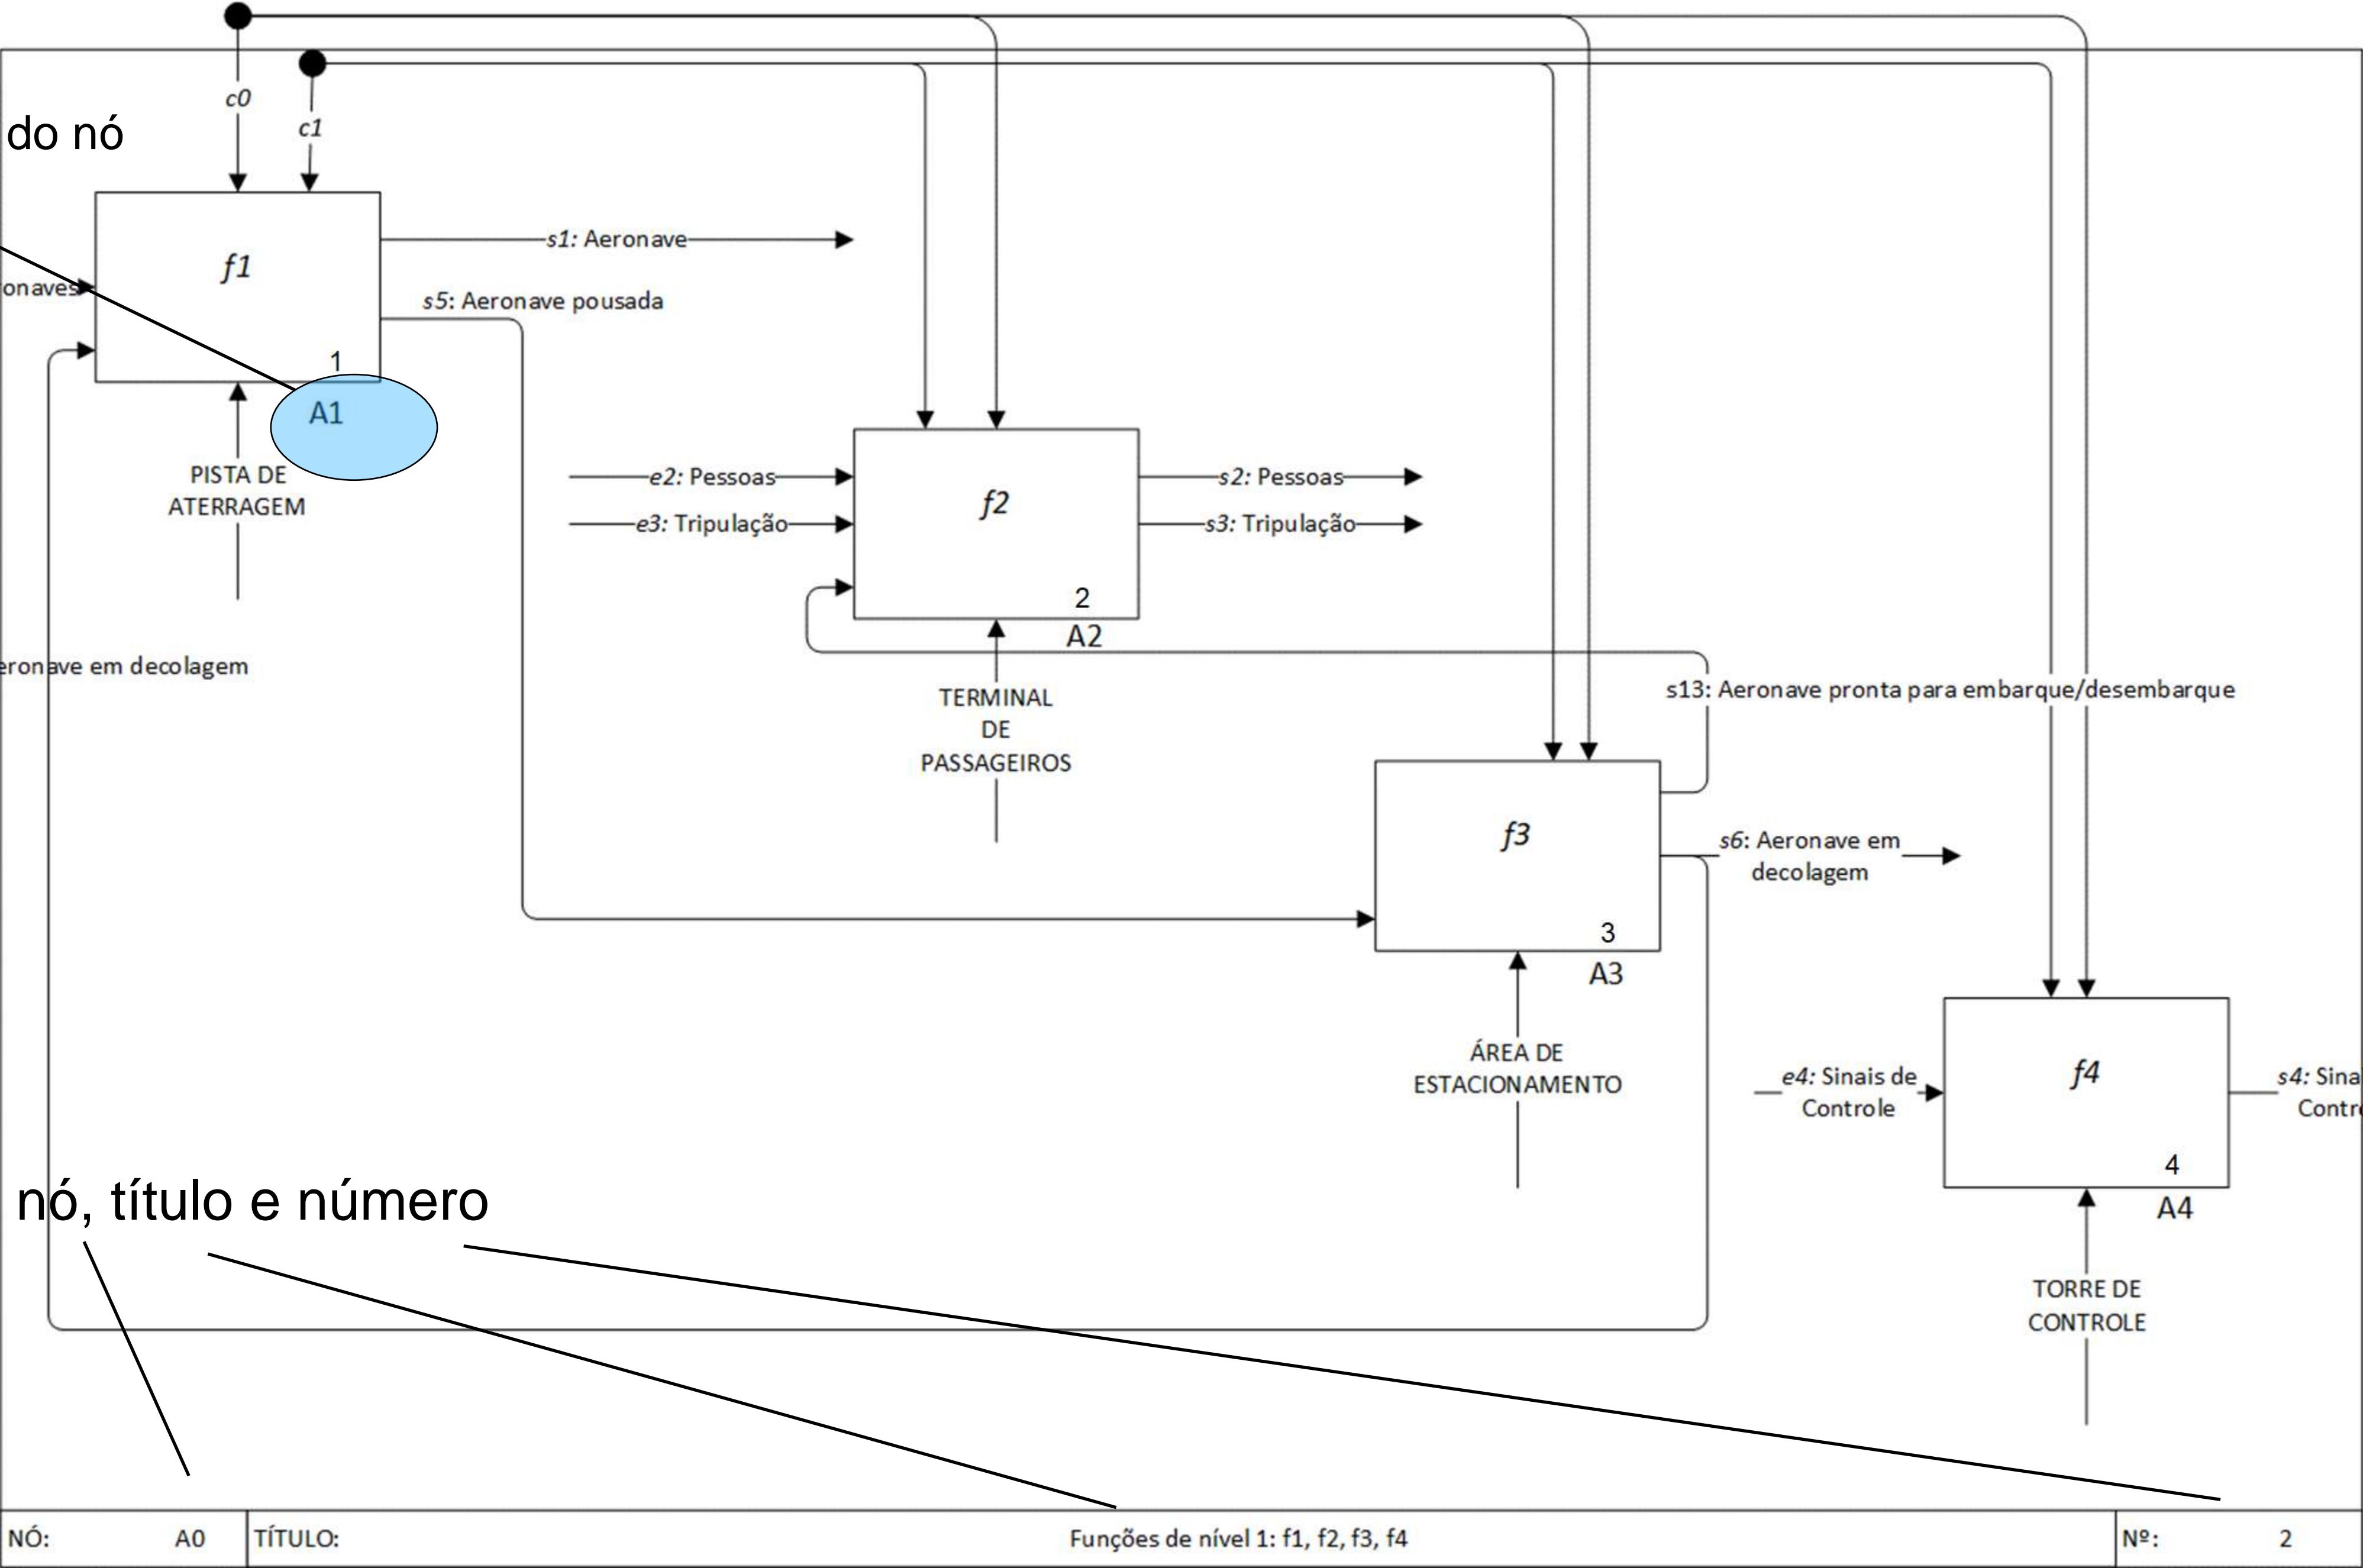 c0
c1
do nó
s1: Aeronave
f1
onaves
s5: Aeronave pousada
1
A1
PISTA DE
ATERRAGEM
e2: Pessoas
s2: Pessoas
f2
e3: Tripulação
s3: Tripulação
2
A2
eronave em decolagem
TERMINAL
DE
PASSAGEIROS
s13: Aeronave pronta para embarque/desembarque
f3
s6: Aeronave em
decolagem
3
A3
ÁREA DE
ESTACIONAMENTO
e4: Sinais de
Controle
f4
s4: Sina
Contr
4
A4
nó, título e número
TORRE DE
CONTROLE
NÓ: A0 TÍTULO: Funções de nível 1: f1, f2, f3, f4 Nº: 2